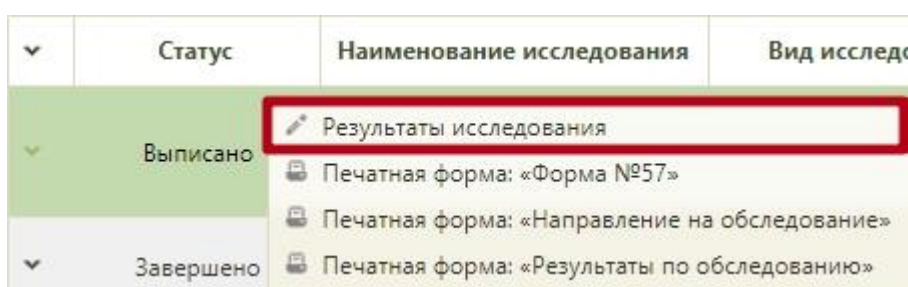 Статус Наименование исследования Вид исследо
Результаты исследования
Выписано
Печатная форма: «Форма №57»
Печатная форма: «Направление на обследование»
Завершено Печатная форма: «Результаты по обследованию»